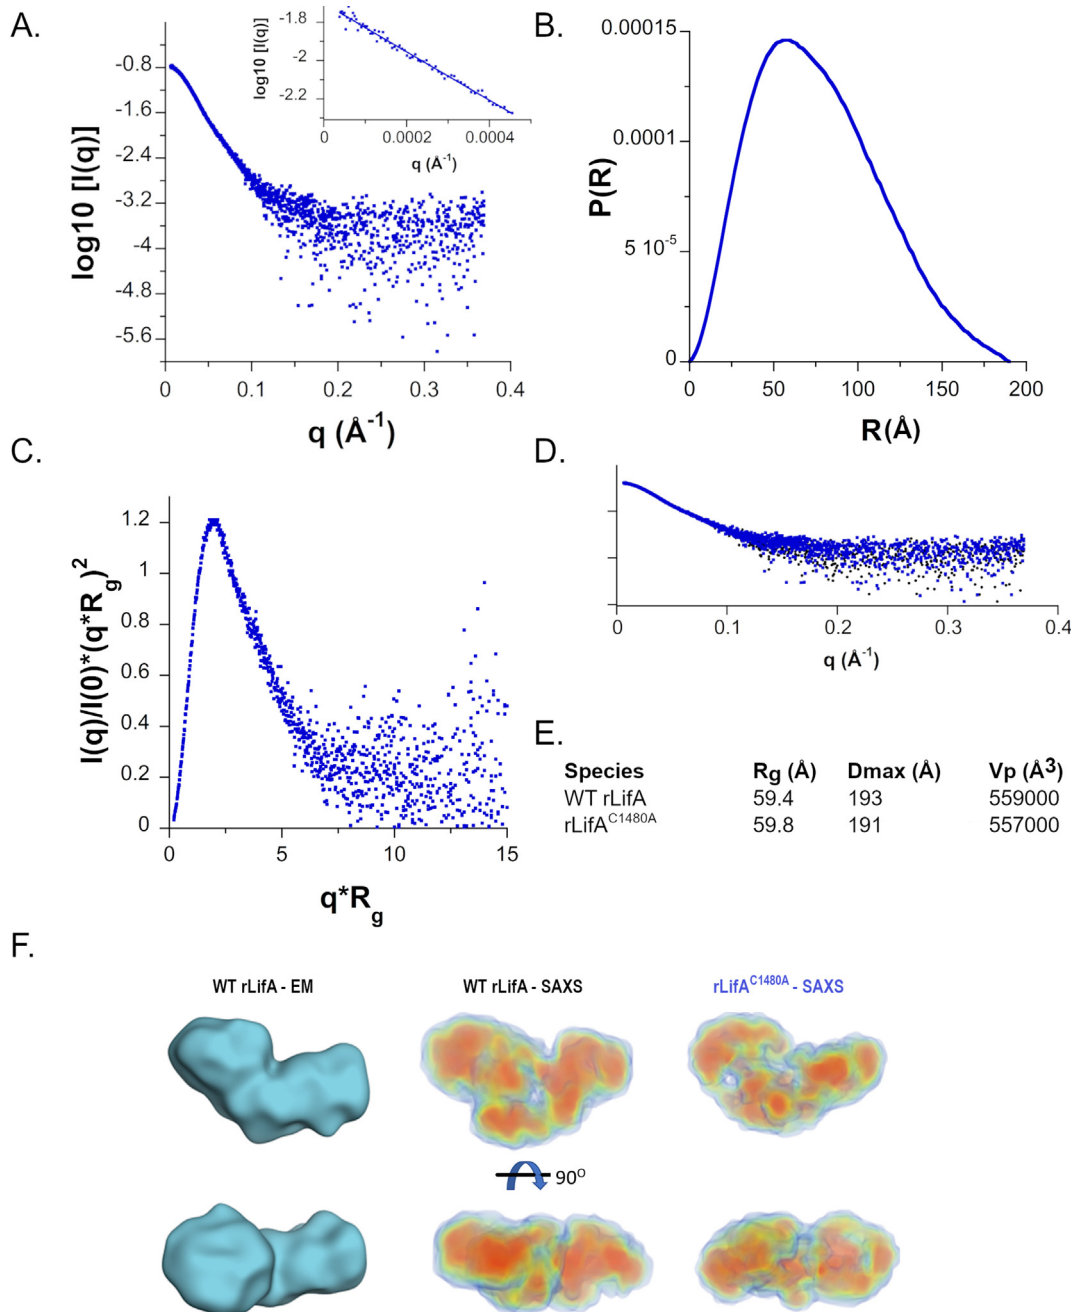 A.
log10 [I(q)]
-0.8
-1.6
-2.4
-3.2
-4
-4.8
-5.6
0
0.1
0.2
0.3
0.4
q (Å-1)
log10 [I(q)]
-1.8
-2
-2.2
0
0.0002
0.0004
q (Å-1)
B.
P(R)
0.00015
0.0001
5 10-5
0
0
50
100
150
200
R(Å)
C.
I(q)/I(0)*(q*Rg)2
1.2
1
0.8
0.6
0.4
0.2
0
0
5
10
15
q*Rg
D.
0
0.1
0.2
0.3
0.4
q (Å-1)
E.
Species Rg (Å) Dmax (Å) Vp (Å3)
WT rLifA 59.4 193 559000
rLifAC1480A 59.8 191 557000
F.
WT rLifA - EM WT rLifA - SAXS rLifAC1480A - SAXS
90O